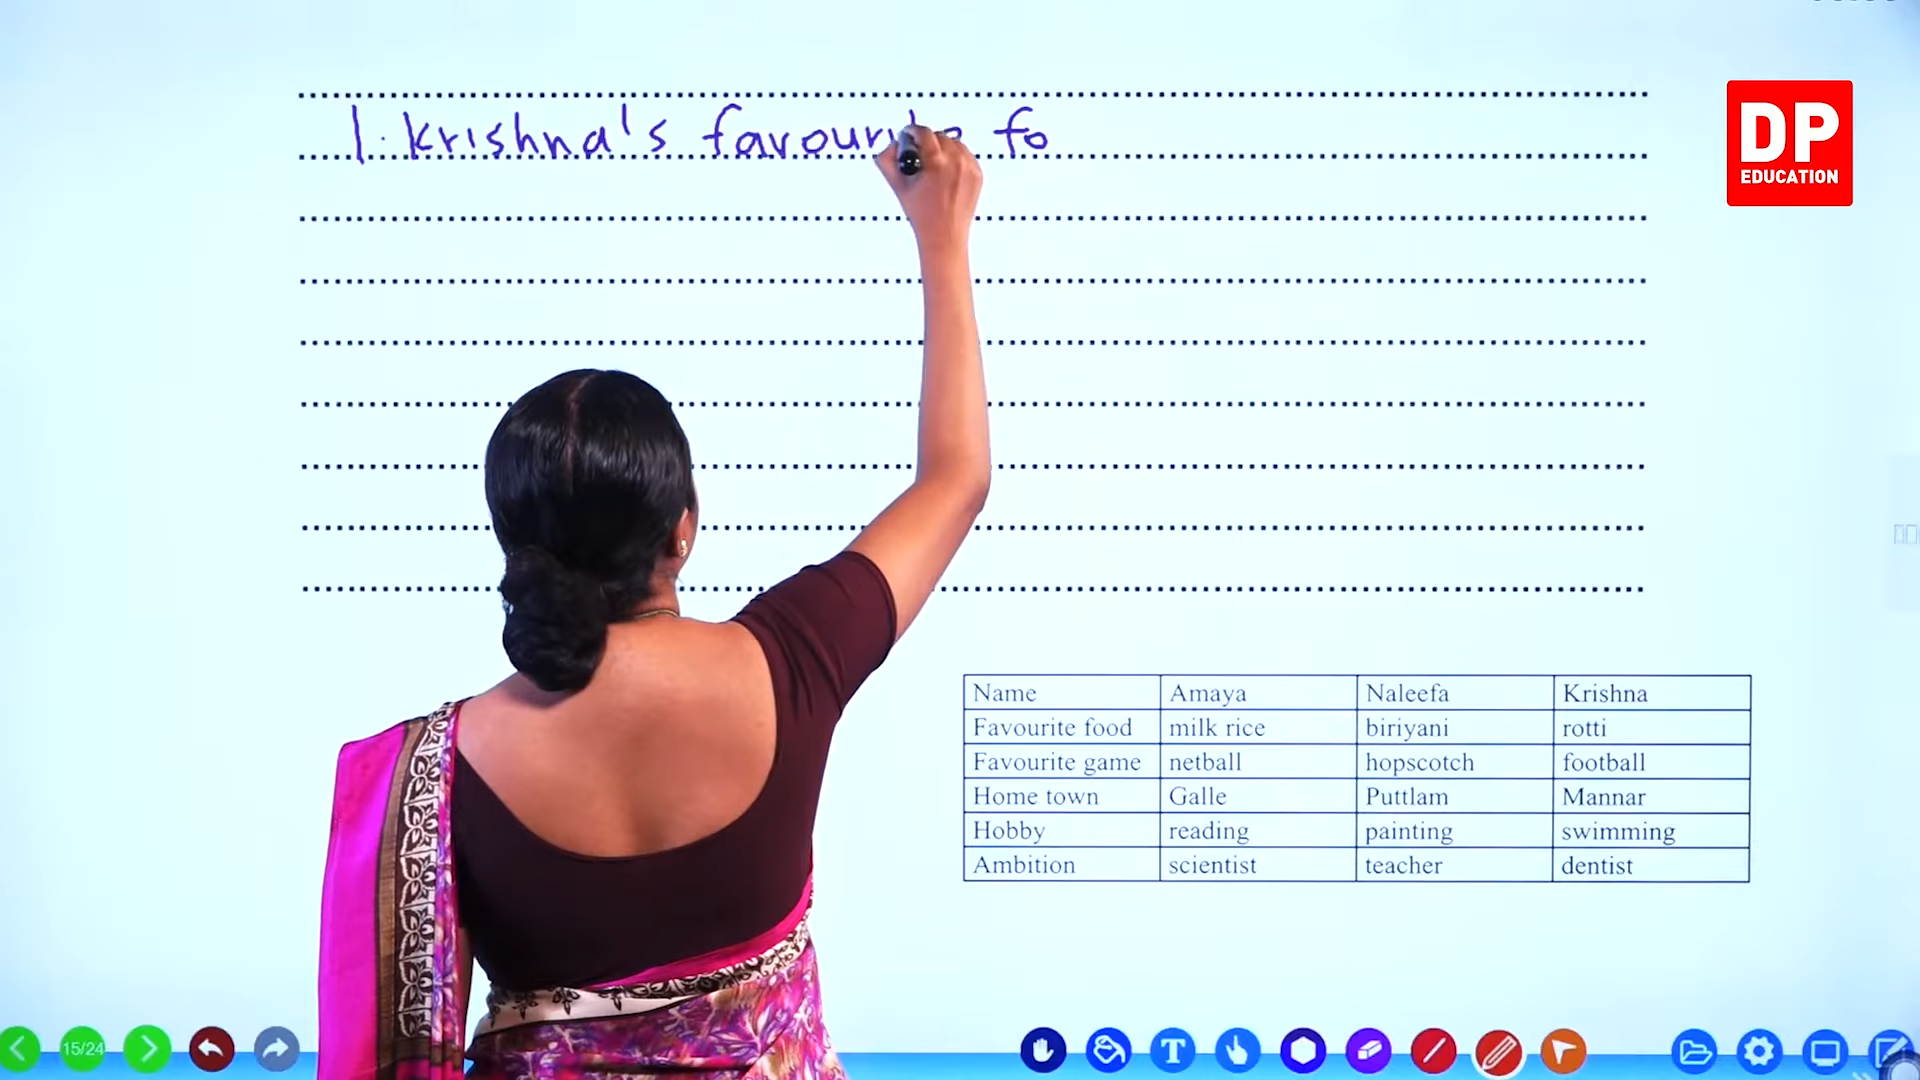 DP
EDUCATION
1. Krishna's favourite fo
Name Amaya Naleefa Krishna
Favourite food milk rice biriyani rotti
Favourite game netball hopscotch football
Home town Galle Puttlam Mannar
Hobby reading painting swimming
Ambition scientist teacher dentist
15/24
T